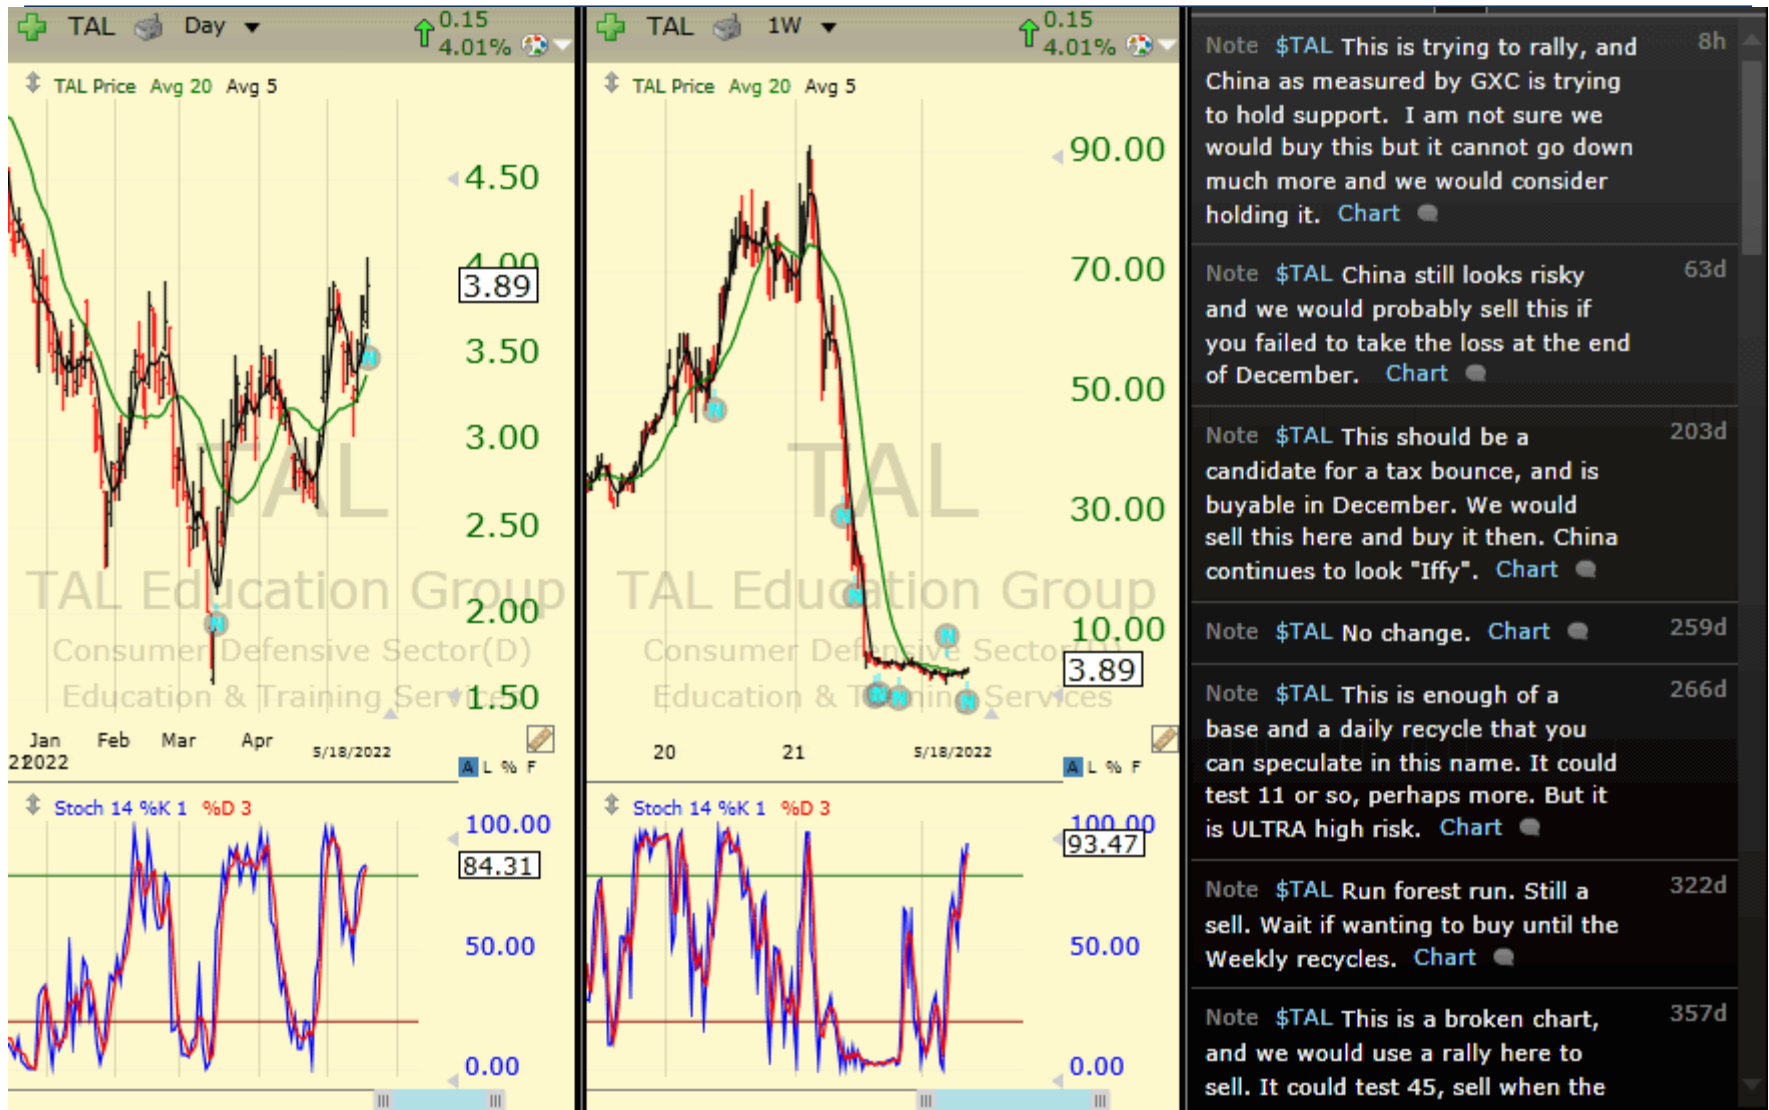 TAL Day 0.15
4.01%
TAL Price Avg 20 Avg 5
4.50
4.00
3.89
3.50
3.00
2.50
2.00
1.50
TAL
TAL Education Group
Consumer Defensive Sector(D)
Education & Training Services
N
N
Jan Feb Mar Apr 5/18/2022
212022
A L % F
Stoch 14 %K 1 %D 3
100.00
84.31
50.00
0.00
TAL 1W 0.15
4.01%
TAL Price Avg 20 Avg 5
90.00
70.00
50.00
30.00
10.00
3.89
TAL
TAL Education Group
Consumer Defensive Sector(D)
Education & Training Services
N
N
N
N
N
N
N
20 21 5/18/2022
A L % F
Stoch 14 %K 1 %D 3
100.00
93.47
50.00
0.00
Note $TAL This is trying to rally, and 8h
China as measured by GXC is trying
to hold support. I am not sure we
would buy this but it cannot go down
much more and we would consider
holding it. Chart
Note $TAL China still looks risky 63d
and we would probably sell this if
you failed to take the loss at the end
of December. Chart
Note $TAL This should be a 203d
candidate for a tax bounce, and is
buyable in December. We would
sell this here and buy it then. China
continues to look "Iffy". Chart
Note $TAL No change. Chart 259d
Note $TAL This is enough of a 266d
base and a daily recycle that you
can speculate in this name. It could
test 11 or so, perhaps more. But it
is ULTRA high risk. Chart
Note $TAL Run forest run. Still a 322d
sell. Wait if wanting to buy until the
Weekly recycles. Chart
Note $TAL This is a broken chart, 357d
and we would use a rally here to
sell. It could test 45, sell when the